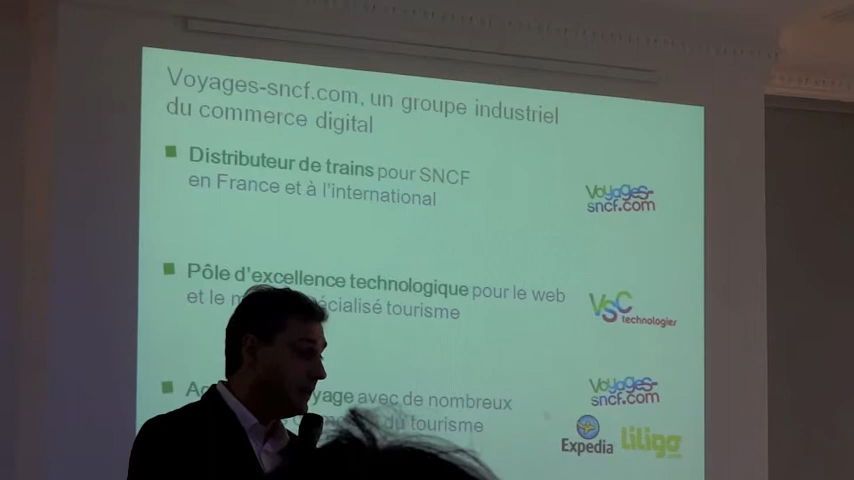 Voyages-sncf.com, un groupe industriel
du commerce digital
Distributeur de trains pour SNCF
en France et à l'international
Voyages-
sncf.com
Pôle d'excellence technologique pour le web
et le spécialisé tourisme
VSC
technologies
avec de nombreux
du tourisme
Voyages-
sncf.com
Expedia
liligo